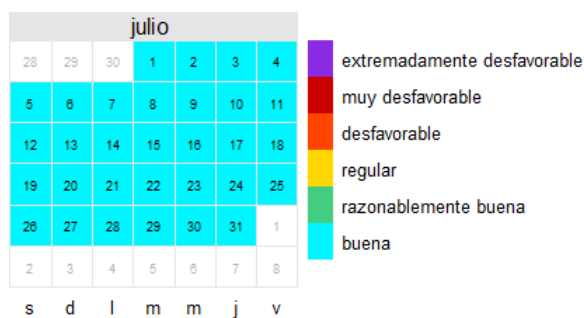 julio
28 29 30 1 2 3 4
5 6 7 8 9 10 11
12 13 14 15 16 17 18
19 20 21 22 23 24 25
26 27 28 29 30 31 1
2 3 4 5 6 7 8
s d l m m j v
extremadamente desfavorable
muy desfavorable
desfavorable
regular
razonablemente buena
buena